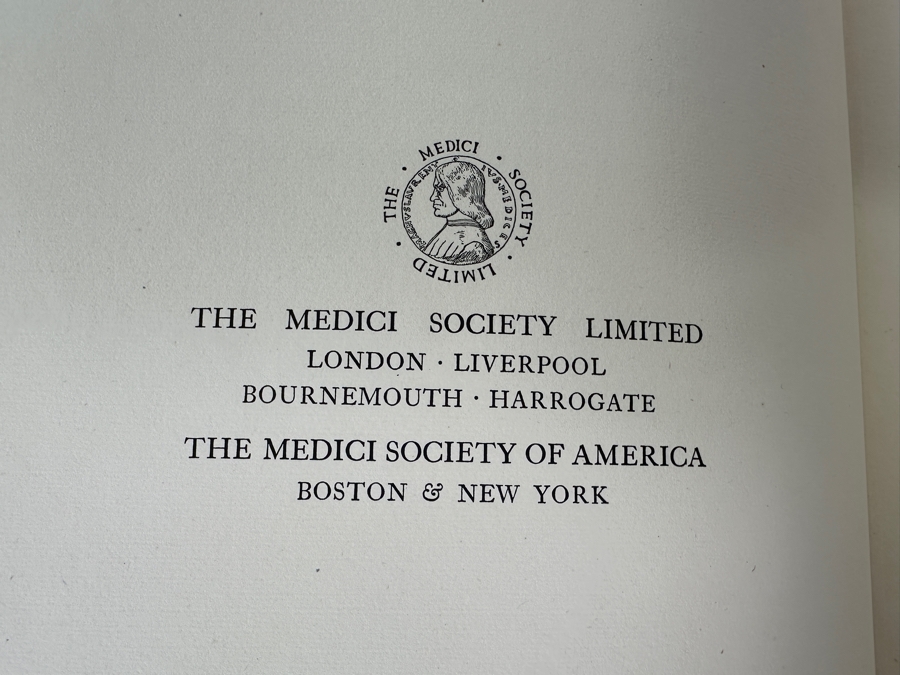 THE · MEDICI · SOCIETY · LIMITED ·
THE MEDICI SOCIETY LIMITED
LONDON · LIVERPOOL
BOURNEMOUTH · HARROGATE
THE MEDICI SOCIETY OF AMERICA
BOSTON & NEW YORK